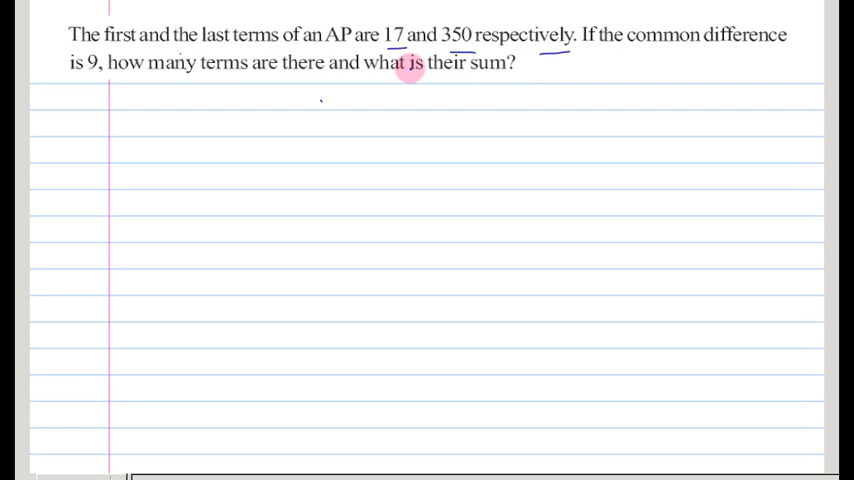 The first and the last terms of an AP are 17 and 350 respectively. If the common difference
is 9, how many terms are there and what is their sum?